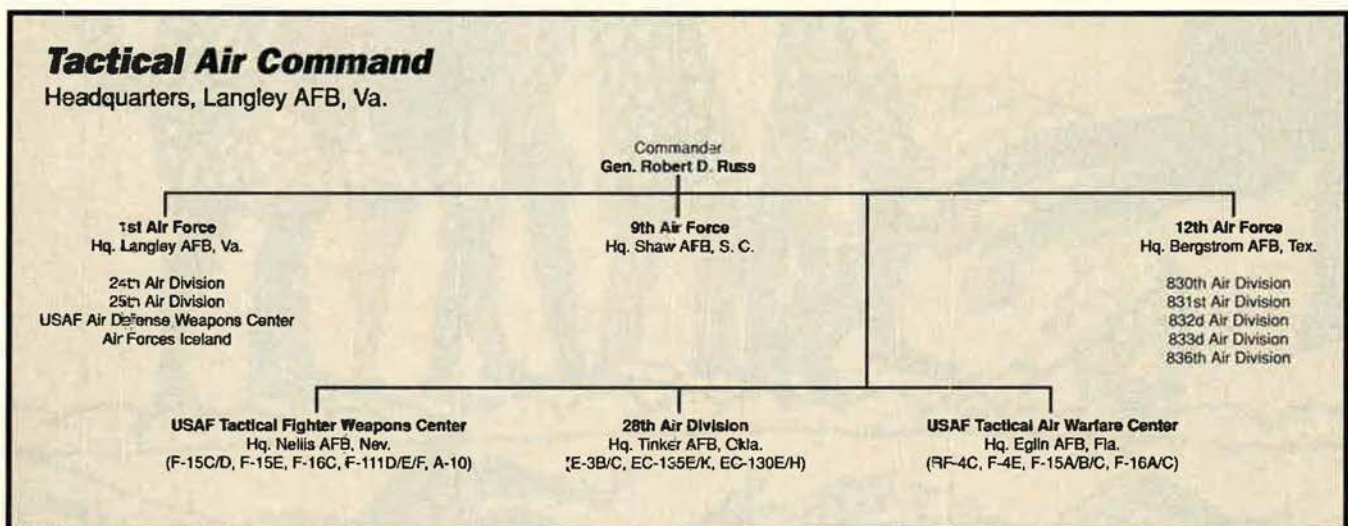 Tactical Air Command
Headquarters, Langley AFB, Va.
Commander
Gen. Robert D. Russ
1st Air Force
Hq. Langley AFB, Va.
24th Air Division
25th Air Division
USAF Air Defense Weapons Center
Air Forces Iceland
9th Air Force
Hq. Shaw AFB, S. C.
12th Air Force
Hq. Bergstrom AFB, Tex.
830th Air Division
831st Air Division
832d Air Division
833d Air Division
836th Air Division
USAF Tactical Fighter Weapons Center
Hq. Nellis AFB, Nev.
(F-15C/D, F-15E, F-16C, F-111D/E/F, A-10)
28th Air Division
Hq. Tinker AFB, Okla.
(E-3B/C, EC-135E/K, EC-130E/H)
USAF Tactical Air Warfare Center
Hq. Eglin AFB, Fla.
(RF-4C, F-4E, F-15A/B/C, F-16A/C)